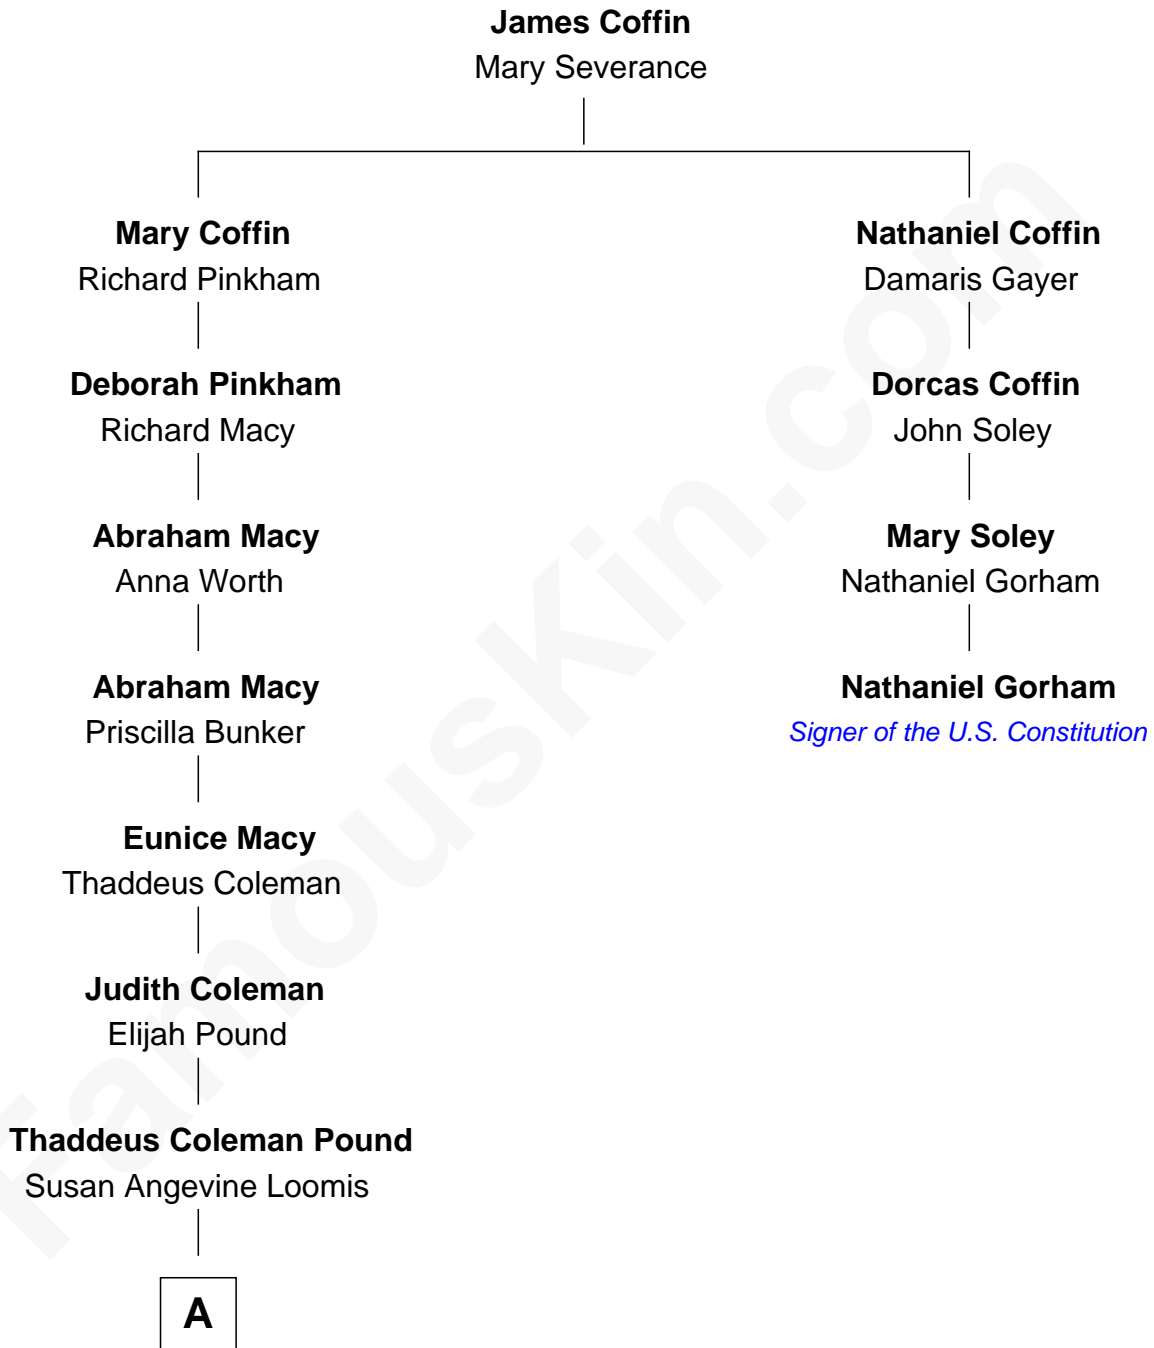 James Coffin
Mary Severance
Mary Coffin
Richard Pinkham
Nathaniel Coffin
Damaris Gayer
Deborah Pinkham
Richard Macy
Dorcas Coffin
John Soley
Abraham Macy
Anna Worth
Mary Soley
Nathaniel Gorham
Abraham Macy
Priscilla Bunker
Nathaniel Gorham
Signer of the U.S. Constitution
Eunice Macy
Thaddeus Coleman
Judith Coleman
Elijah Pound
Thaddeus Coleman Pound
Susan Angevine Loomis
A
FamousKin.com